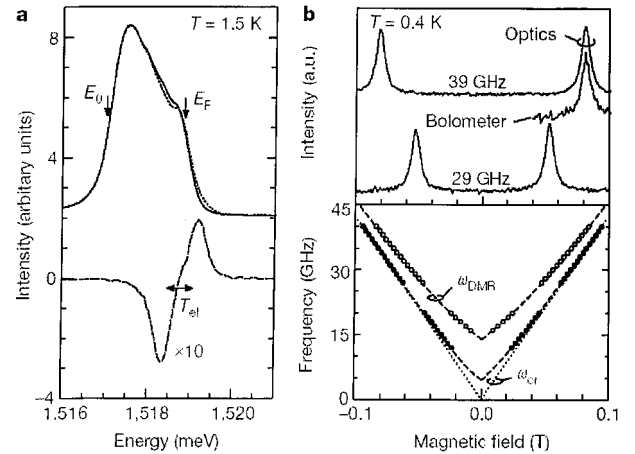 a
T = 1.5 K
8
4
0
−4
Intensity (arbitary units)
E0
EF
Tel
×10
1,516
1,518
1,520
Energy (meV)
b
T = 0.4 K
Optics
39 GHz
Bolometer
29 GHz
Intensity (a.u.)
45
30
15
0
Frequency (GHz)
ωDMR
ωcr
−0.1
0.0
0.1
Magnetic field (T)